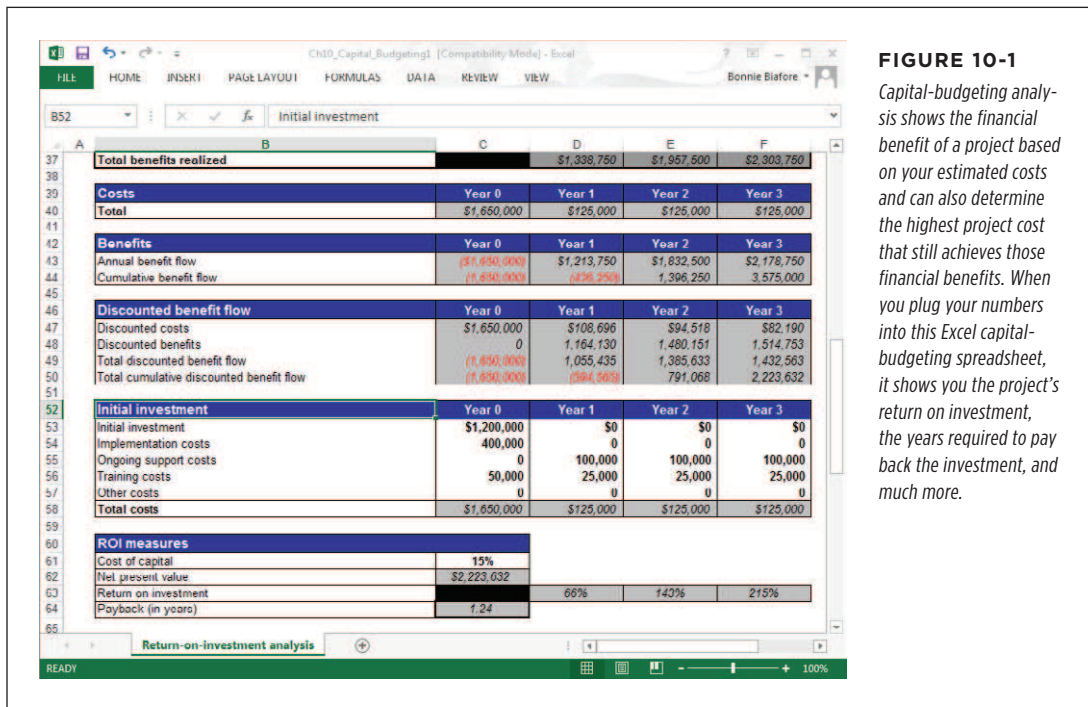 Ch10_Capital_Budgeting1 [Compatibility Mode] - Excel
FILE HOME INSERT PAGE LAYOUT FORMULAS DATA REVIEW VIEW Bonnie Biafore
B52 fx Initial investment
A B C D E F
37 Total benefits realized $1,338,750 $1,957,500 $2,303,750
38
39 Costs Year 0 Year 1 Year 2 Year 3
40 Total $1,650,000 $125,000 $125,000 $125,000
41
42 Benefits Year 0 Year 1 Year 2 Year 3
43 Annual benefit flow ($1,650,000) $1,213,750 $1,832,500 $2,178,750
44 Cumulative benefit flow (1,650,000) (436,250) 1,396,250 3,575,000
45
46 Discounted benefit flow Year 0 Year 1 Year 2 Year 3
47 Discounted costs $1,650,000 $108,696 $94,518 $82,190
48 Discounted benefits 0 1,164,130 1,480,151 1,514,753
49 Total discounted benefit flow (1,650,000) 1,055,435 1,385,633 1,432,563
50 Total cumulative discounted benefit flow (1,650,000) (594,565) 791,068 2,223,632
51
52 Initial investment Year 0 Year 1 Year 2 Year 3
53 Initial investment $1,200,000 $0 $0 $0
54 Implementation costs 400,000 0 0 0
55 Ongoing support costs 0 100,000 100,000 100,000
56 Training costs 50,000 25,000 25,000 25,000
57 Other costs 0 0 0 0
58 Total costs $1,650,000 $125,000 $125,000 $125,000
59
60 ROI measures
61 Cost of capital 15%
62 Net present value $2,223,632
63 Return on investment 66% 143% 215%
64 Payback (in years) 1.24
65
Return-on-investment analysis
READY 100%
FIGURE 10-1
Capital-budgeting analy-
sis shows the financial
benefit of a project based
on your estimated costs
and can also determine
the highest project cost
that still achieves those
financial benefits. When
you plug your numbers
into this Excel capital-
budgeting spreadsheet,
it shows you the project's
return on investment,
the years required to pay
back the investment, and
much more.